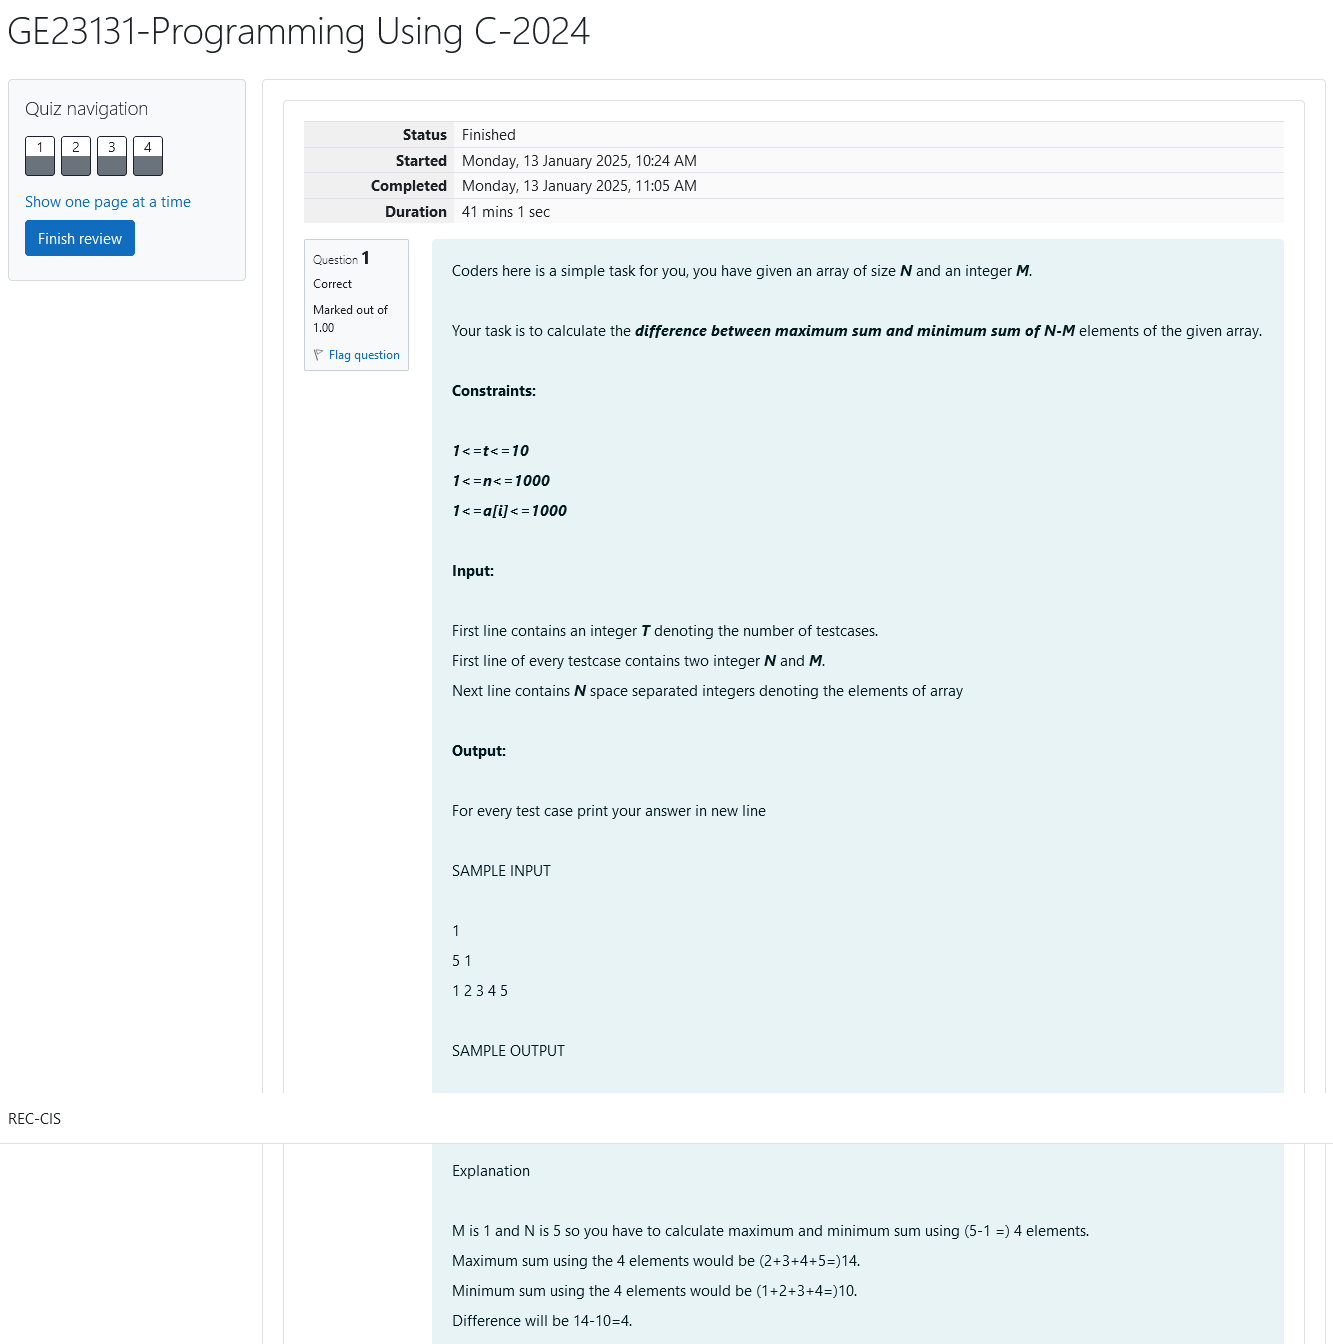 GE23131-Programming Using C-2024
Quiz navigation
1 2 3 4
Show one page at a time
Finish review
Status Finished
Started Monday, 13 January 2025, 10:24 AM
Completed Monday, 13 January 2025, 11:05 AM
Duration 41 mins 1 sec
Question 1
Correct
Marked out of
1.00
Flag question
Coders here is a simple task for you, you have given an array of size N and an integer M.
Your task is to calculate the difference between maximum sum and minimum sum of N-M elements of the given array.
Constraints:
1<=t<=10
1<=n<=1000
1<=a[i]<=1000
Input:
First line contains an integer T denoting the number of testcases.
First line of every testcase contains two integer N and M.
Next line contains N space separated integers denoting the elements of array
Output:
For every test case print your answer in new line
SAMPLE INPUT
1
5 1
1 2 3 4 5
SAMPLE OUTPUT
REC-CIS
Explanation
M is 1 and N is 5 so you have to calculate maximum and minimum sum using (5-1 =) 4 elements.
Maximum sum using the 4 elements would be (2+3+4+5=)14.
Minimum sum using the 4 elements would be (1+2+3+4=)10.
Difference will be 14-10=4.